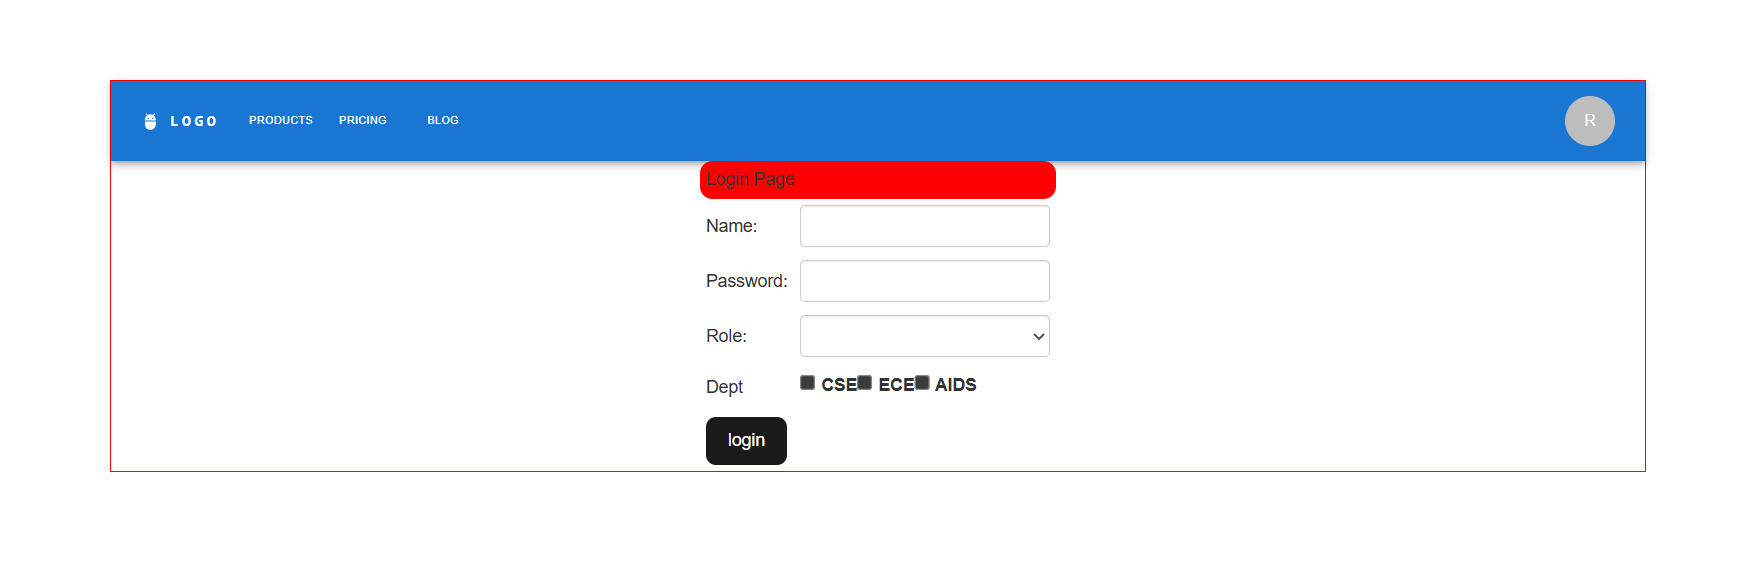 LOGO PRODUCTS PRICING BLOG R
Login Page
Name:
Password:
Role:
Dept CSE ECE AIDS
login